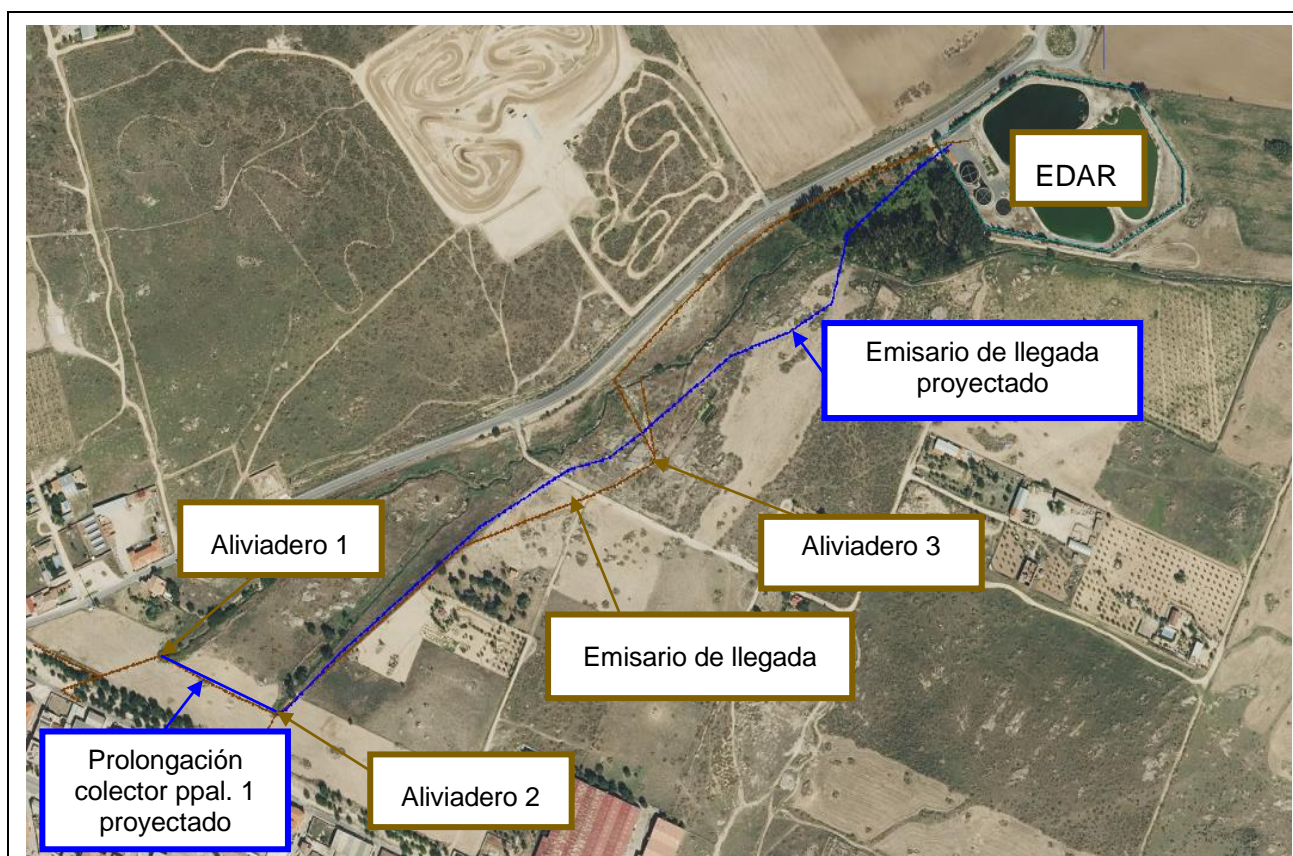 EDAR
Emisario de llegada
proyectado
Aliviadero 1
Aliviadero 3
Emisario de llegada
Prolongación
colector ppal. 1
proyectado
Aliviadero 2